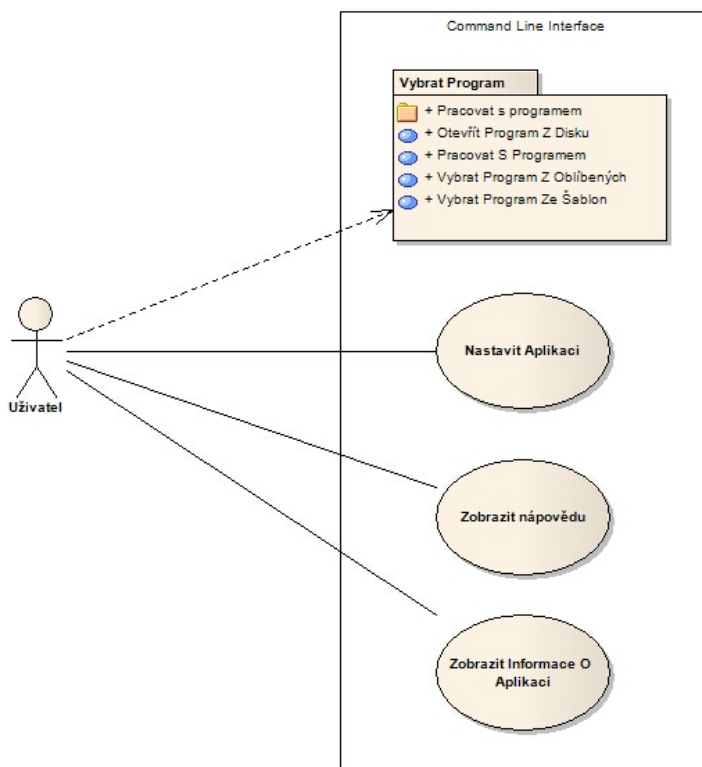 Command Line Interface
Vybrat Program
+ Pracovat s programem
+ Otevřít Program Z Disku
+ Pracovat S Programem
+ Vybrat Program Z Oblíbených
+ Vybrat Program Ze Šablon
Nastavit Aplikaci
Uživatel
Zobrazit nápovědu
Zobrazit Informace O
Aplikaci